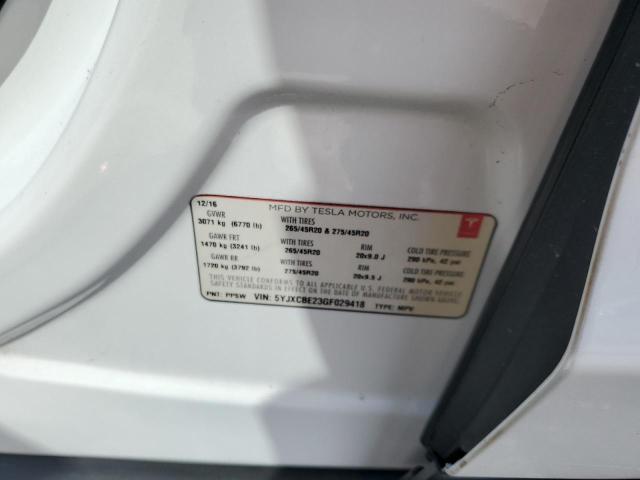 12/16 MFD BY TESLA MOTORS, INC.
GVWR
3071 kg (6770 lb) WITH TIRES
265/45R20 & 275/45R20
GAWR FRT WITH TIRES RIM COLD TIRE PRESSURE
1470 kg (3241 lb) 265/45R20 20x9.0 J 290 kPa, 42 psi
GAWR RR WITH TIRES RIM COLD TIRE PRESSURE
1720 kg (3792 lb) 275/45R20 20x9.5 J 290 kPa, 42 psi
THIS VEHICLE CONFORMS TO ALL APPLICABLE U.S. FEDERAL MOTOR VEHICLE
SAFETY STANDARDS IN EFFECT ON THE DATE OF MANUFACTURE SHOWN ABOVE.
PNT: PPSW VIN: 5YJXCBE23GF029418 TYPE: MPV